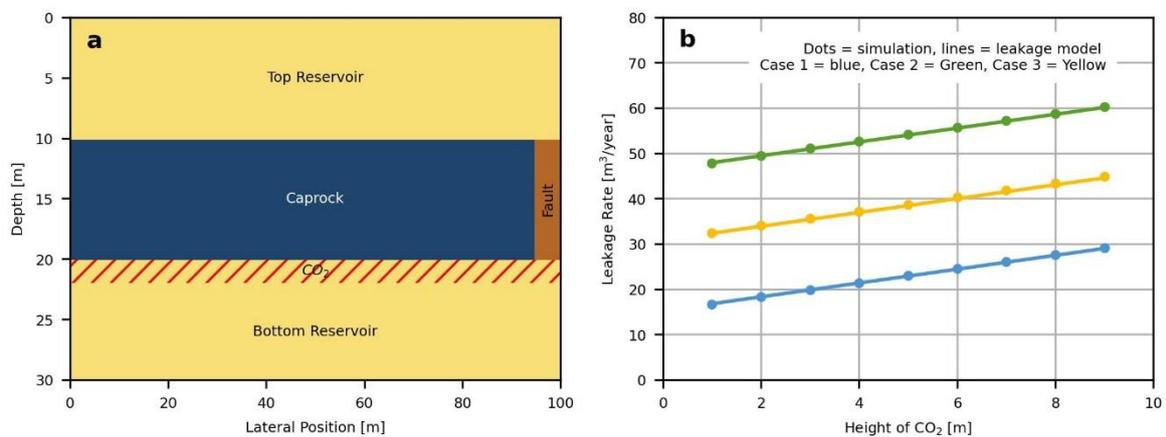 a
0
5
10
15
20
25
30
Depth [m]
Top Reservoir
Caprock
Fault
CO₂
Bottom Reservoir
0 20 40 60 80 100
Lateral Position [m]
b
Dots = simulation, lines = leakage model
Case 1 = blue, Case 2 = Green, Case 3 = Yellow
80
70
60
50
40
30
20
10
0
Leakage Rate [m³/year]
0 2 4 6 8 10
Height of CO₂ [m]